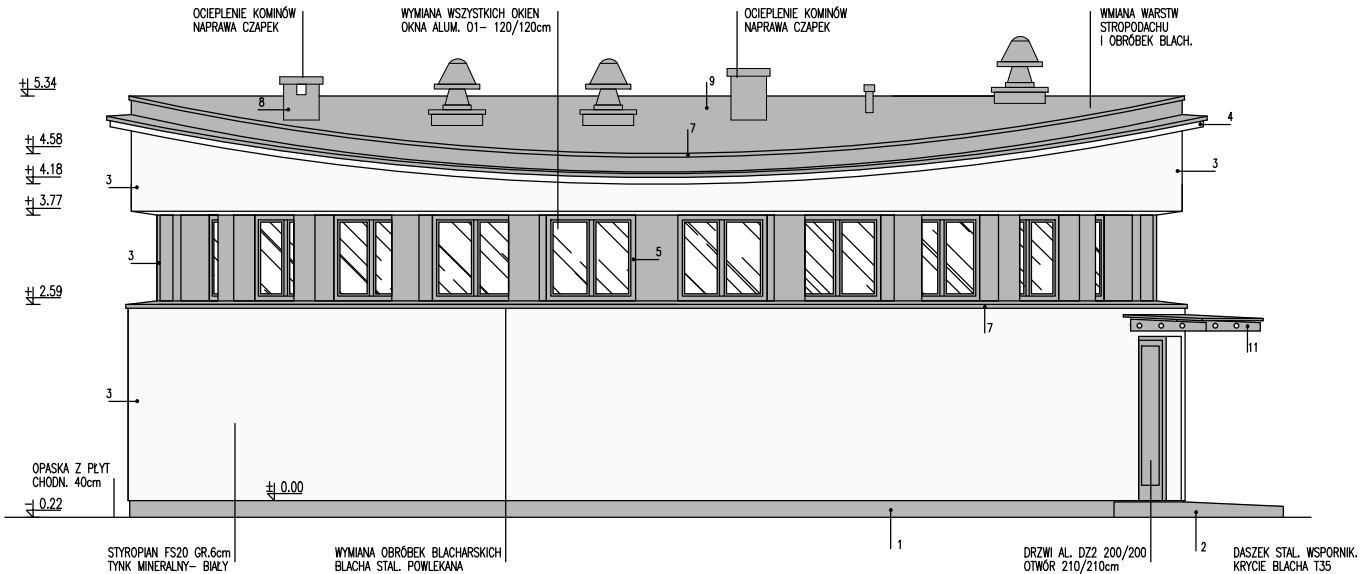 OCIEPLENIE KOMINÓW
NAPRAWA CZAPEK
WYMIANA WSZYSTKICH OKIEN
OKNA ALUM. O1- 120/120cm
OCIEPLENIE KOMINÓW
NAPRAWA CZAPEK
WMIANA WARSTW
STROPODACHU
I OBRÓBEK BLACH.
± 5.34
8
9
4
7
± 4.58
± 4.18
3
3
± 3.77
3
5
± 2.59
7
11
3
OPASKA Z PŁYT
CHODN. 40cm
± 0.00
- 0.22
1
2
STYROPIAN FS20 GR.6cm
TYNK MINERALNY- BIAŁY
WYMIANA OBRÓBEK BLACHARSKICH
BLACHA STAL. POWLEKANA
DRZWI AL. DZ2 200/200
OTWÓR 210/210cm
DASZEK STAL. WSPORNIK.
KRYCIE BLACHA T35